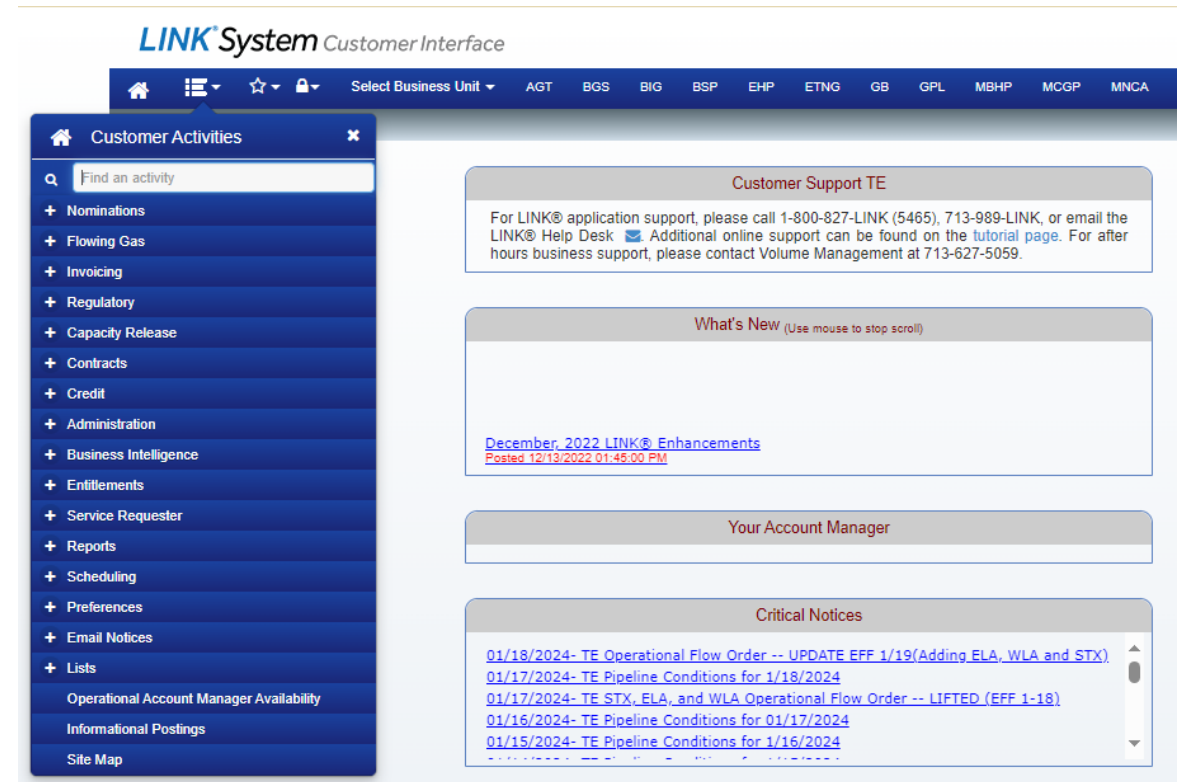 LINK® System Customer Interface
Select Business Unit AGT BGS BIG BSP EHP ETNG GB GPL MBHP MCGP MNCA
Customer Activities
Find an activity
+ Nominations
+ Flowing Gas
+ Invoicing
+ Regulatory
+ Capacity Release
+ Contracts
+ Credit
+ Administration
+ Business Intelligence
+ Entitlements
+ Service Requester
+ Reports
+ Scheduling
+ Preferences
+ Email Notices
+ Lists
Operational Account Manager Availability
Informational Postings
Site Map
Customer Support TE
For LINK® application support, please call 1-800-827-LINK (5465), 713-989-LINK, or email the
LINK® Help Desk . Additional online support can be found on the tutorial page. For after
hours business support, please contact Volume Management at 713-627-5059.
What's New (Use mouse to stop scroll)
December, 2022 LINK® Enhancements
Posted 12/13/2022 01:45:00 PM
Your Account Manager
Critical Notices
01/18/2024- TE Operational Flow Order -- UPDATE EFF 1/19(Adding ELA, WLA and STX)
01/17/2024- TE Pipeline Conditions for 1/18/2024
01/17/2024- TE STX, ELA, and WLA Operational Flow Order -- LIFTED (EFF 1-18)
01/16/2024- TE Pipeline Conditions for 01/17/2024
01/15/2024- TE Pipeline Conditions for 1/16/2024